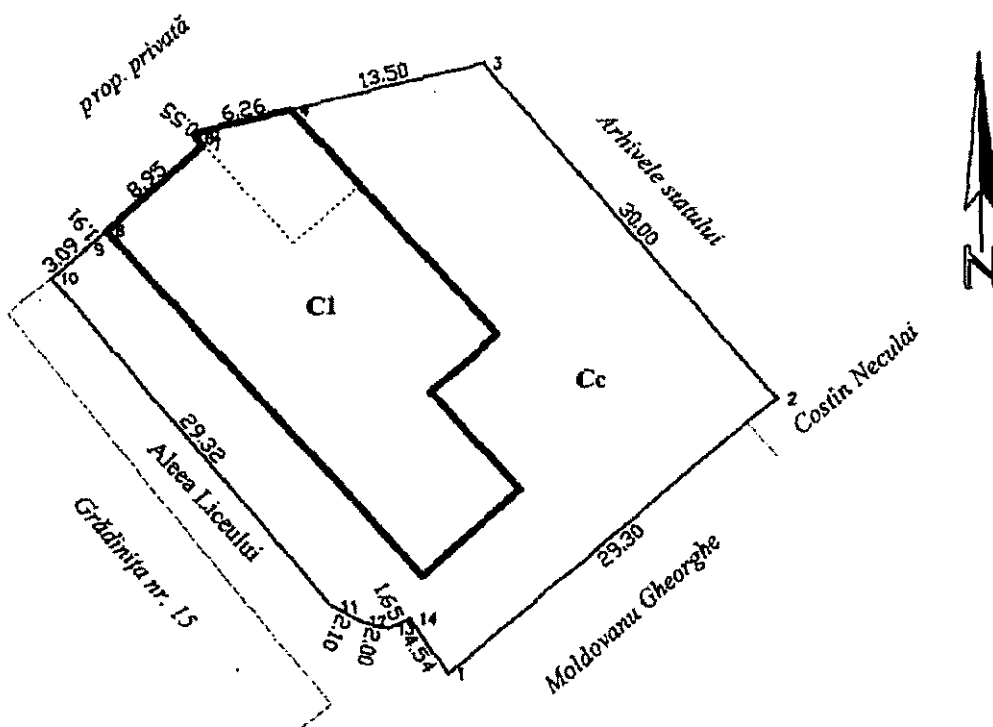 prop. privată
13.50
3
6.26
4
0.55
8.95
Arhivele statului
30.00
1.91
8
9
3.09
10
C1
Cc
N
2
Costin Neculai
29.32
Aleea Liceului
Grădinița nr. 15
29.30
Moldovanu Gheorghe
11
2.10
2.00
1.65
14
4.54
1